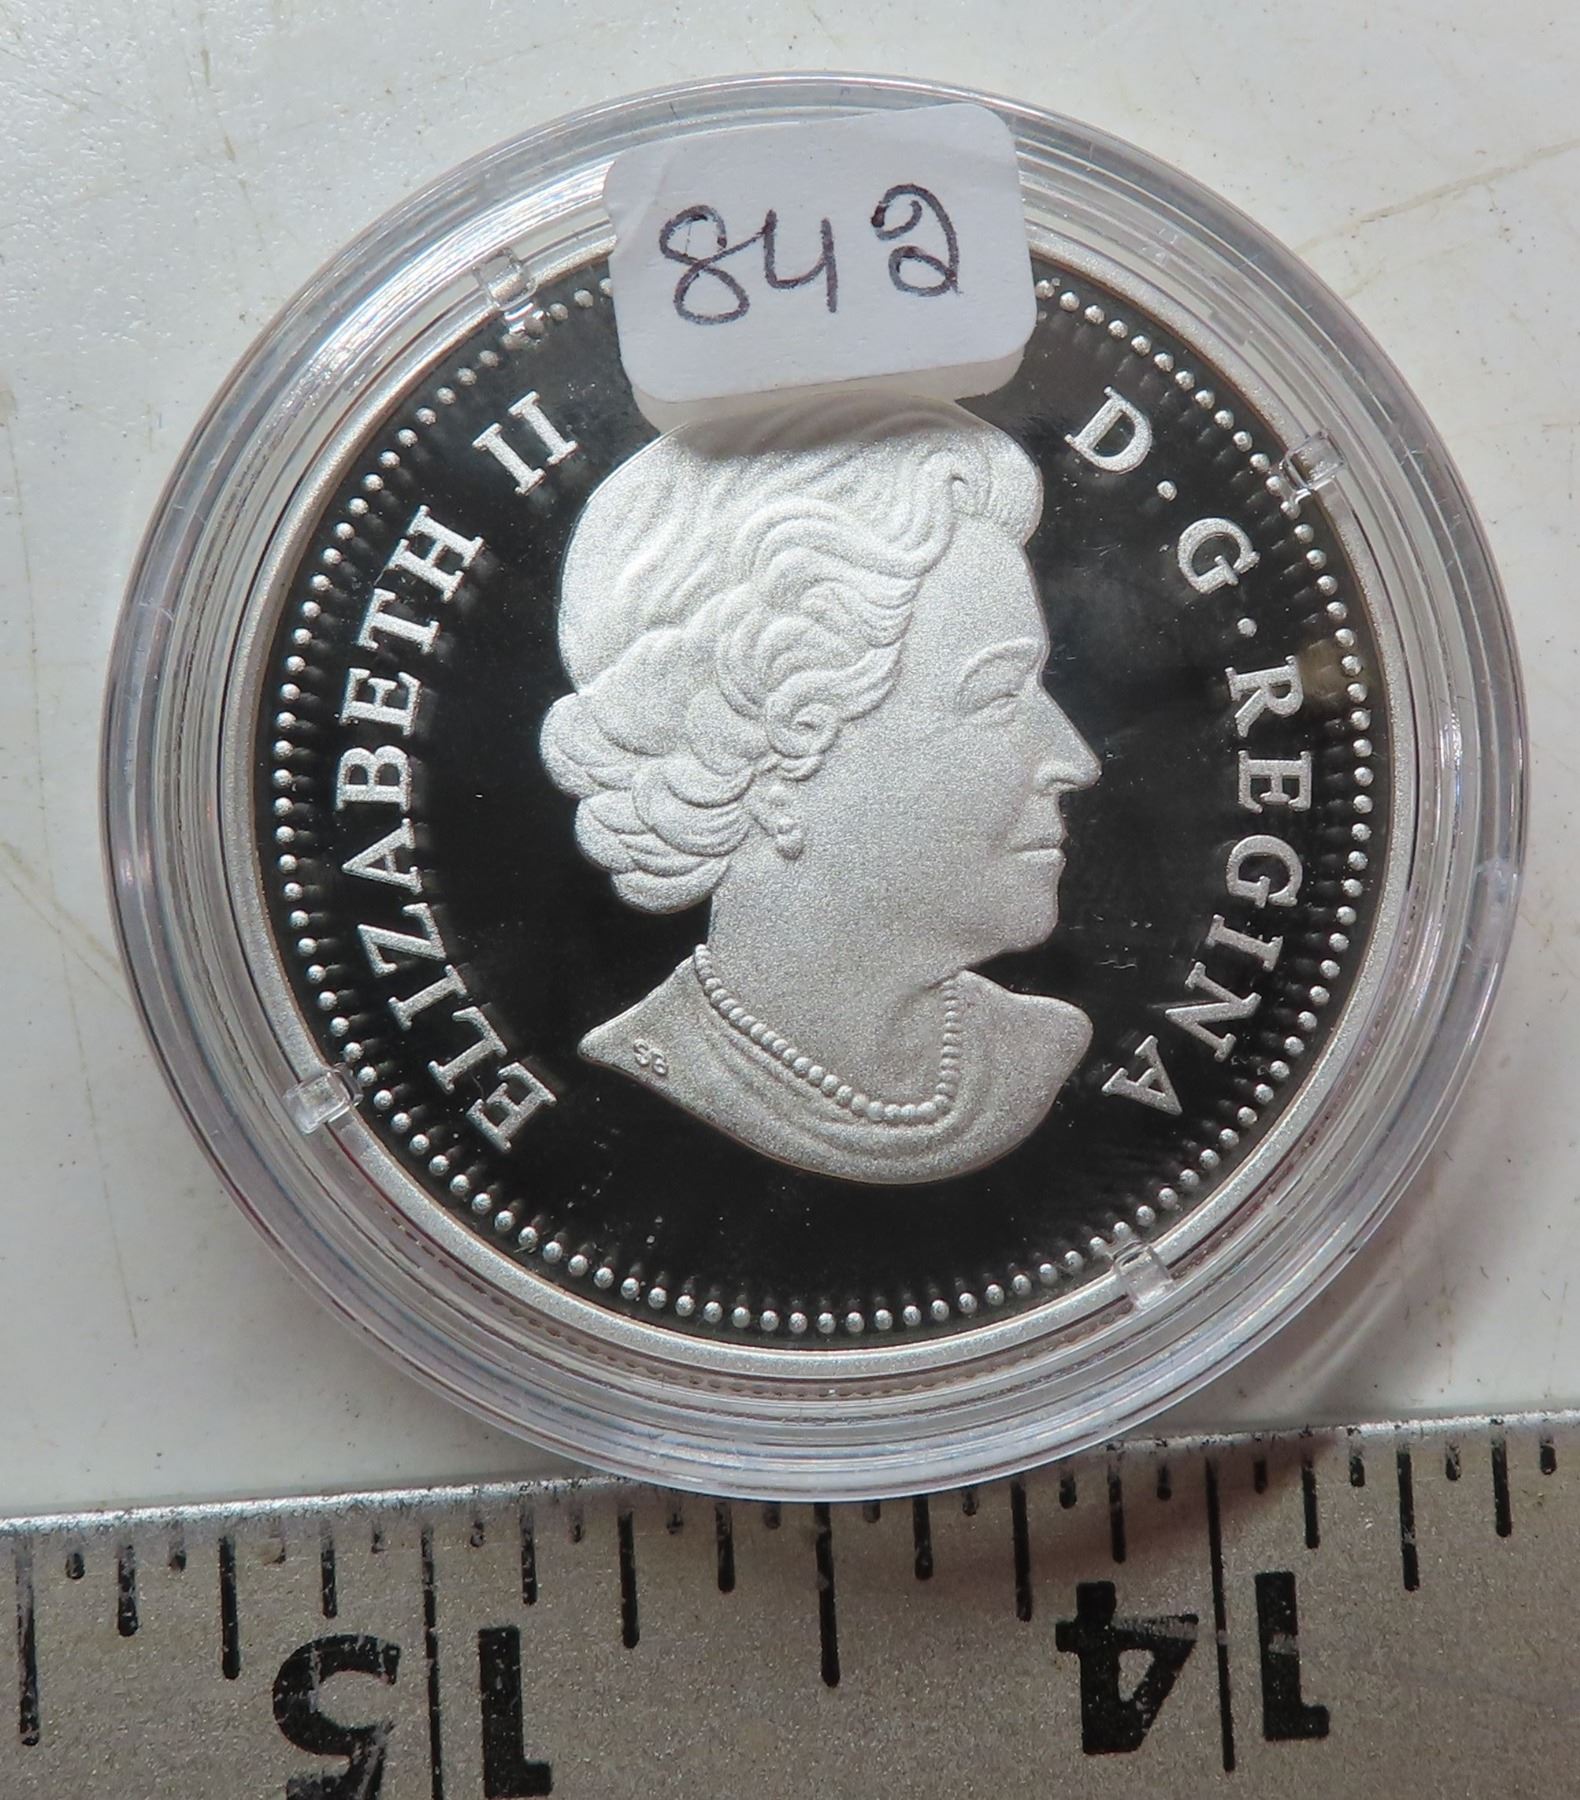 842
ELIZABETH II D. G. REGINA
SB
15 14